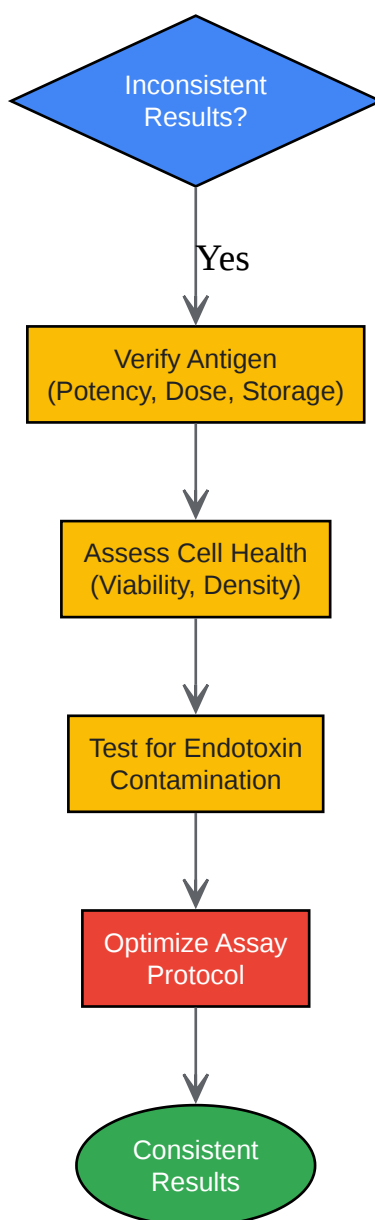 Inconsistent
Results?
Yes
Verify Antigen
(Potency, Dose, Storage)
Assess Cell Health
(Viability, Density)
Test for Endotoxin
Contamination
Optimize Assay
Protocol
Consistent
Results